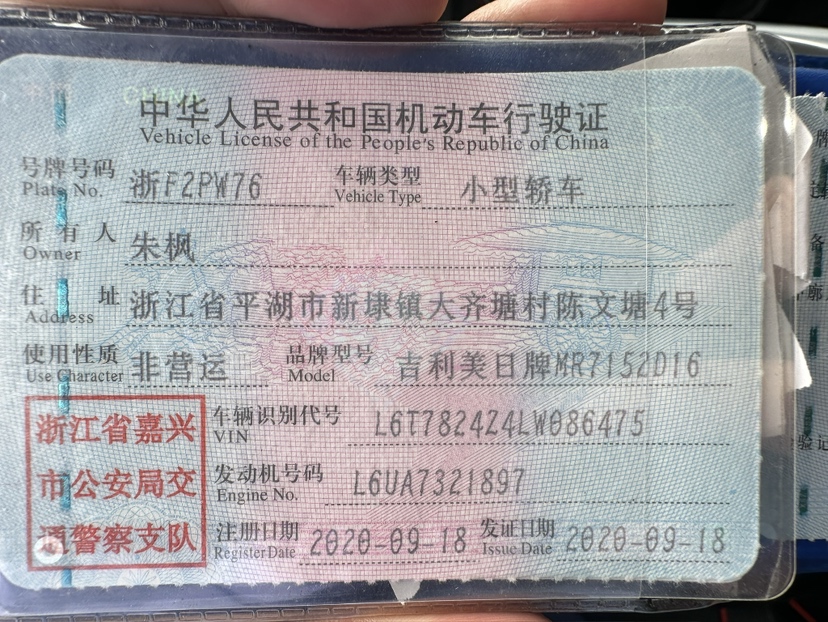 中华人民共和国机动车行驶证
Vehicle License of the People's Republic of China
号牌号码 浙F2PW76 车辆类型 小型轿车
Plate No. Vehicle Type
所有人 朱枫
Owner
住址 浙江省平湖市新埭镇大齐塘村陈文塘4号
Address
使用性质 非营运 品牌型号 吉利美日牌MR7152D16
Use Character Model
浙江省嘉兴
市公安局交
通警察支队
车辆识别代号 L6T7824Z4LW086475
VIN
发动机号码 L6UA7321897
Engine No.
注册日期 2020-09-18 发证日期 2020-09-18
Register Date Issue Date